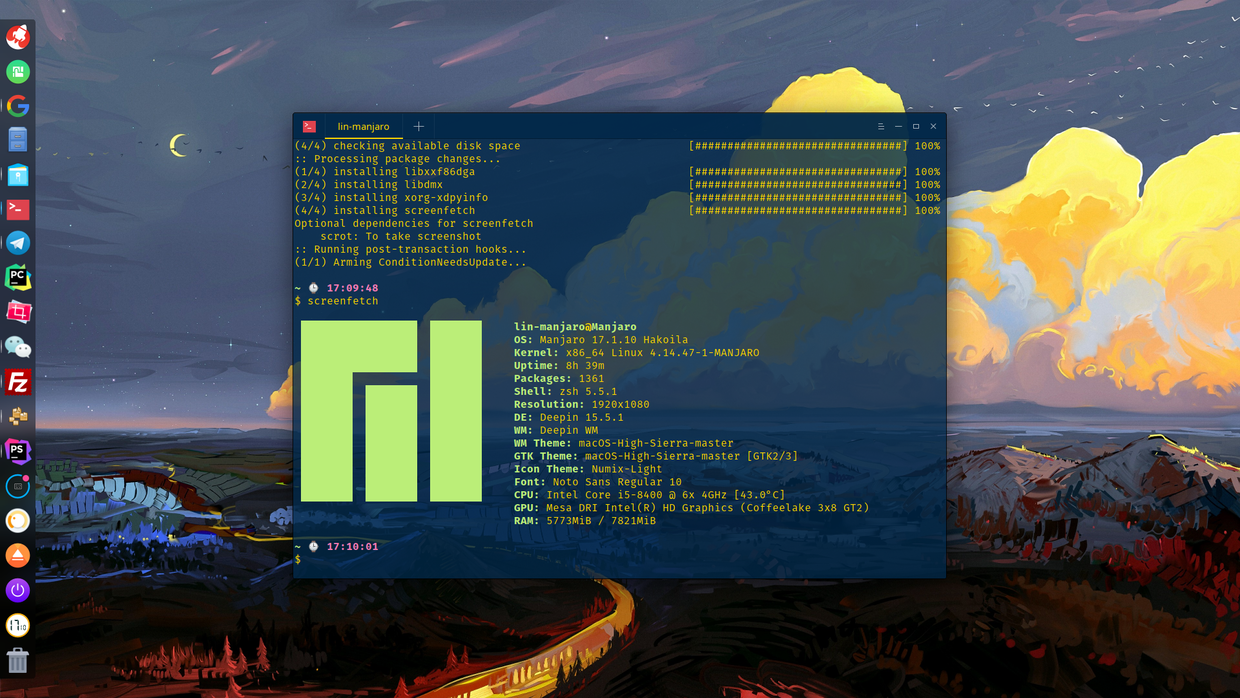 lin-manjaro
(4/4) checking available disk space [################################] 100%
:: Processing package changes...
(1/4) installing libxxf86dga [################################] 100%
(2/4) installing libdmx [################################] 100%
(3/4) installing xorg-xdpyinfo [################################] 100%
(4/4) installing screenfetch [################################] 100%
Optional dependencies for screenfetch
scrot: To take screenshot
:: Running post-transaction hooks...
(1/1) Arming ConditionNeedsUpdate...
~ 17:09:48
$ screenfetch
lin-manjaro@Manjaro
OS: Manjaro 17.1.10 Hakoila
Kernel: x86_64 Linux 4.14.47-1-MANJARO
Uptime: 8h 39m
Packages: 1361
Shell: zsh 5.5.1
Resolution: 1920x1080
DE: Deepin 15.5.1
WM: Deepin WM
WM Theme: macOS-High-Sierra-master
GTK Theme: macOS-High-Sierra-master [GTK2/3]
Icon Theme: Numix-Light
Font: Noto Sans Regular 10
CPU: Intel Core i5-8400 @ 6x 4GHz [43.0°C]
GPU: Mesa DRI Intel(R) HD Graphics (Coffeelake 3x8 GT2)
RAM: 5773MiB / 7821MiB
~ 17:10:01
$
G
PC
FZ
PS
17:10